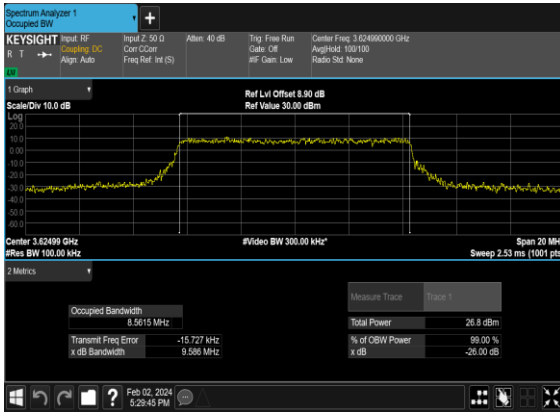 Spectrum Analyzer 1
Occupied BW
KEYSIGHT Input: RF Input Z: 50 Ω Atten: 40 dB Trig: Free Run Center Freq: 3.624990000 GHz
R T Coupling: DC Corr CCorr Gate: Off Avg|Hold: 100/100
Align: Auto Freq Ref: Int (S) #IF Gain: Low Radio Std: None
LW
1 Graph
Ref Lvl Offset 8.90 dB
Scale/Div 10.0 dB Ref Value 30.00 dBm
Log
20.0
10.0
0.00
-10.0
-20.0
-30.0
-40.0
-50.0
-60.0
Center 3.62499 GHz #Video BW 300.00 kHz* Span 20 MH
#Res BW 100.00 kHz Sweep 2.53 ms (1001 pts
2 Metrics
Measure Trace Trace 1
Occupied Bandwidth
8.5615 MHz Total Power 26.8 dBm
Transmit Freq Error -15.727 kHz % of OBW Power 99.00 %
x dB Bandwidth 9.586 MHz x dB -26.00 dB
Feb 02, 2024
5:29:45 PM